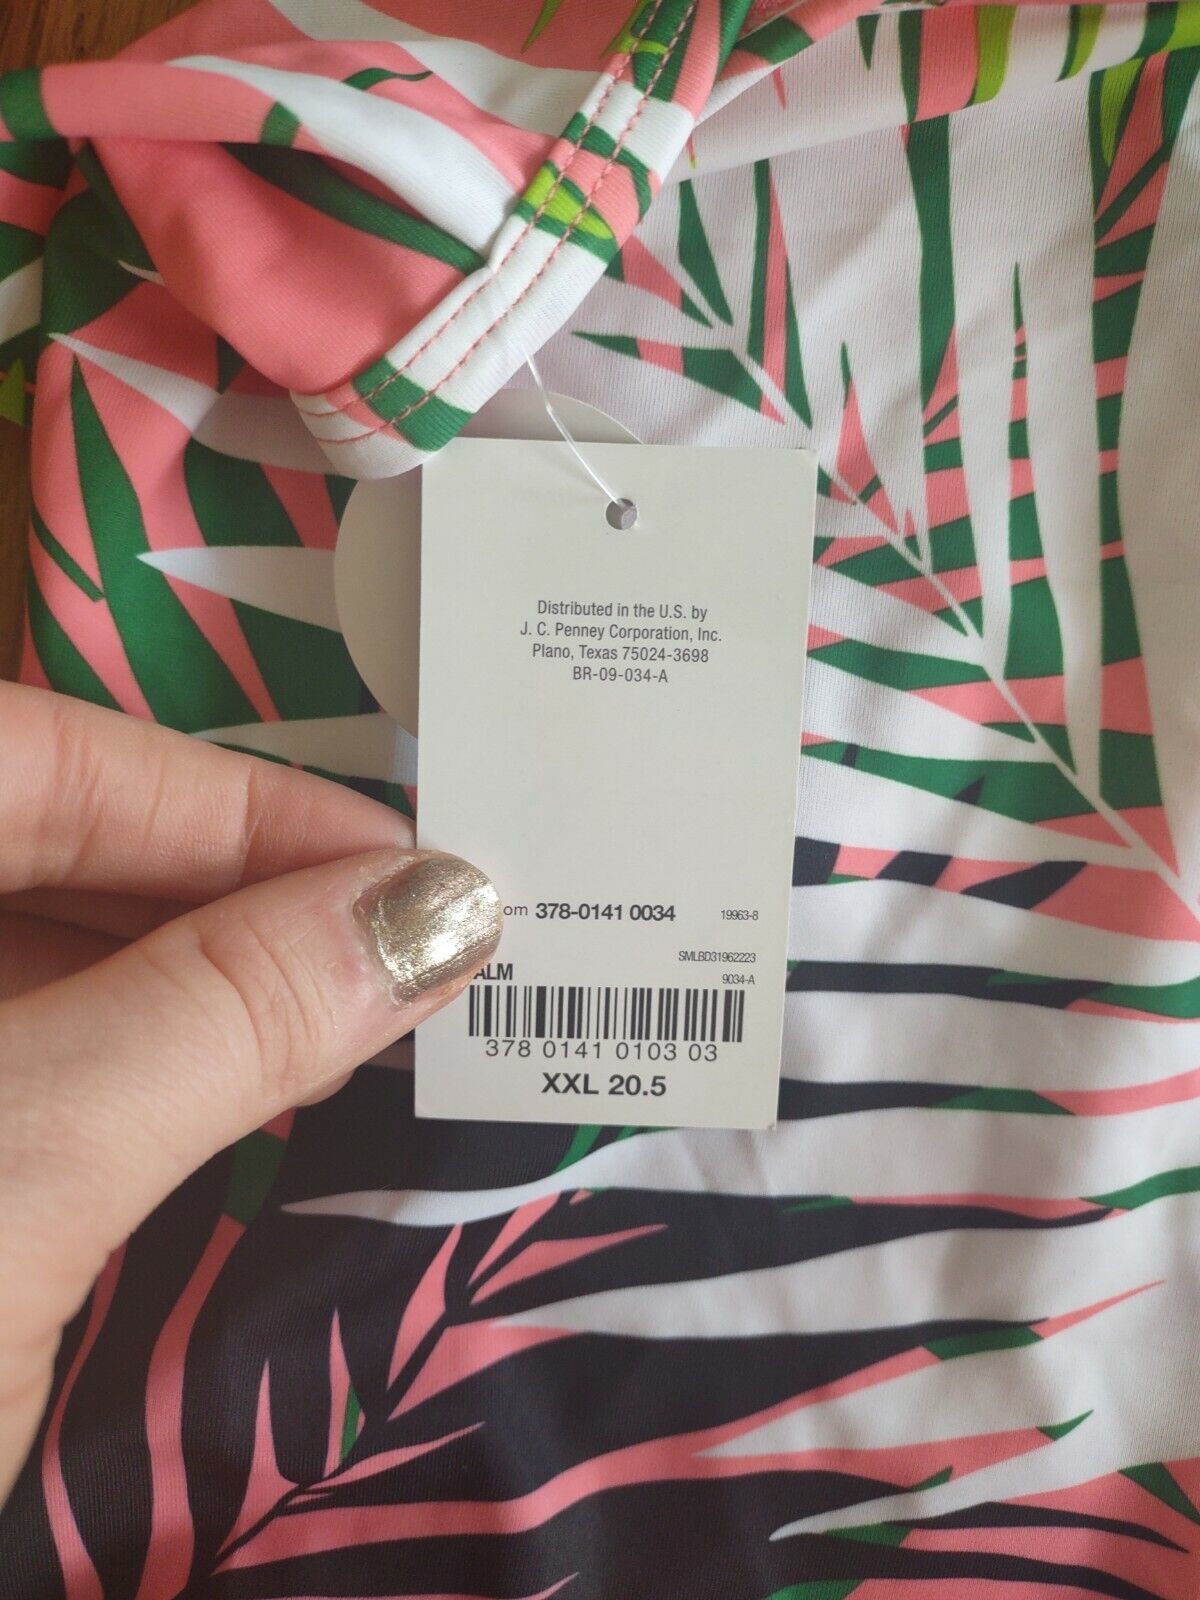 Distributed in the U.S. by
J. C. Penney Corporation, Inc.
Plano, Texas 75024-3698
BR-09-034-A
om 378-0141 0034 19963-8
SMLBD31962223
ALM 9034-A
378 0141 0103 03
XXL 20.5